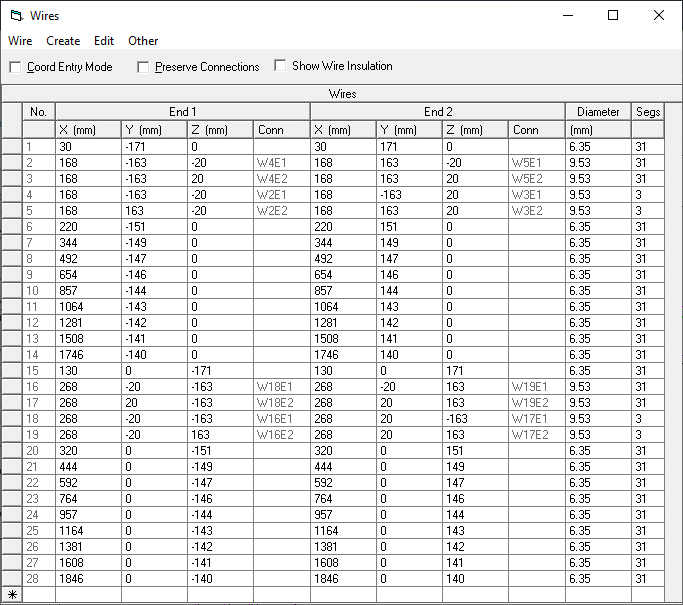 Wires
Wire Create Edit Other
Coord Entry Mode Preserve Connections Show Wire Insulation
Wires
No. End 1 End 2 Diameter Segs
X (mm) Y (mm) Z (mm) Conn X (mm) Y (mm) Z (mm) Conn (mm)
1 30 -171 0 30 171 0 6.35 31
2 168 -163 -20 W4E1 168 163 -20 W5E1 9.53 31
3 168 -163 20 W4E2 168 163 20 W5E2 9.53 31
4 168 -163 -20 W2E1 168 -163 20 W3E1 9.53 3
5 168 163 -20 W2E2 168 163 20 W3E2 9.53 3
6 220 -151 0 220 151 0 6.35 31
7 344 -149 0 344 149 0 6.35 31
8 492 -147 0 492 147 0 6.35 31
9 654 -146 0 654 146 0 6.35 31
10 857 -144 0 857 144 0 6.35 31
11 1064 -143 0 1064 143 0 6.35 31
12 1281 -142 0 1281 142 0 6.35 31
13 1508 -141 0 1508 141 0 6.35 31
14 1746 -140 0 1746 140 0 6.35 31
15 130 0 -171 130 0 171 6.35 31
16 268 -20 -163 W18E1 268 -20 163 W19E1 9.53 31
17 268 20 -163 W18E2 268 20 163 W19E2 9.53 31
18 268 -20 -163 W16E1 268 20 -163 W17E1 9.53 3
19 268 -20 163 W16E2 268 20 163 W17E2 9.53 3
20 320 0 -151 320 0 151 6.35 31
21 444 0 -149 444 0 149 6.35 31
22 592 0 -147 592 0 147 6.35 31
23 764 0 -146 764 0 146 6.35 31
24 957 0 -144 957 0 144 6.35 31
25 1164 0 -143 1164 0 143 6.35 31
26 1381 0 -142 1381 0 142 6.35 31
27 1608 0 -141 1608 0 141 6.35 31
28 1846 0 -140 1846 0 140 6.35 31